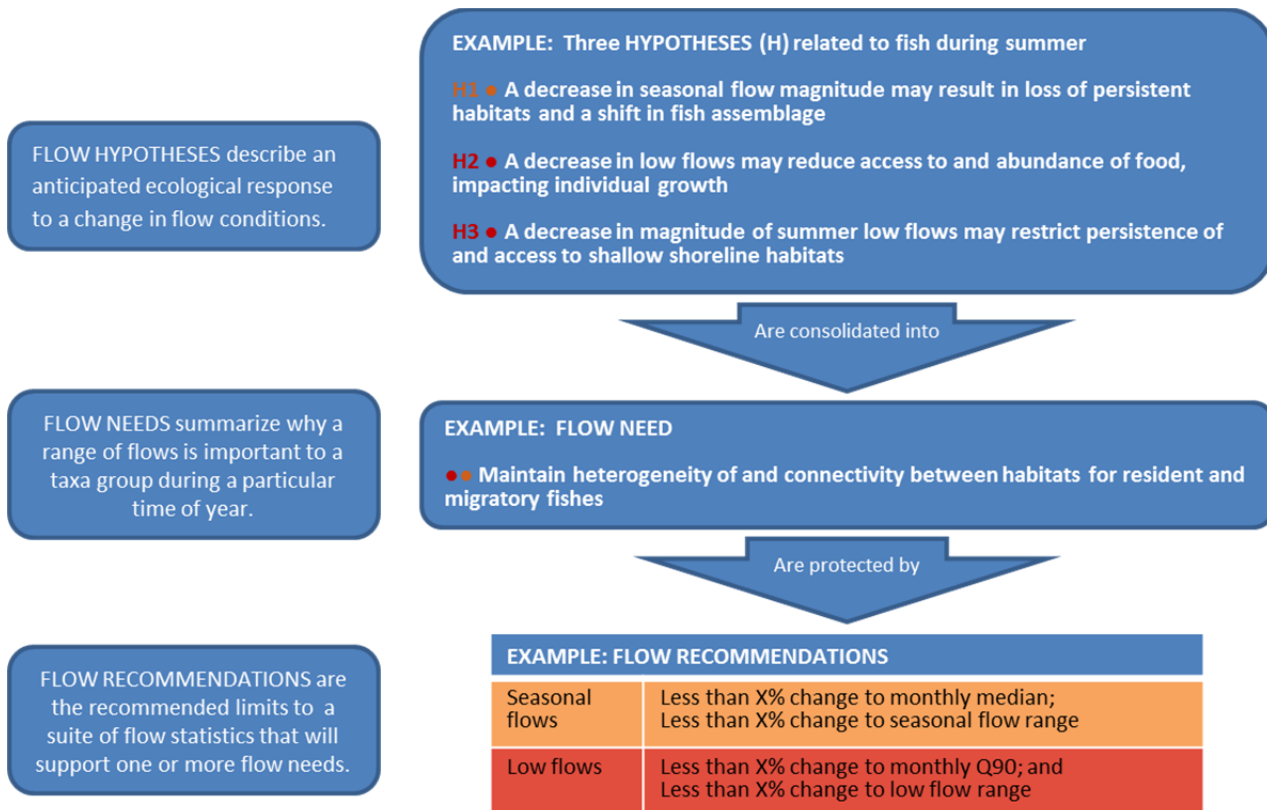 EXAMPLE:  Three HYPOTHESES (H) related to fish during summer
H1 ● A decrease in seasonal flow magnitude may result in loss of persistent
habitats and a shift in fish assemblage
H2 ● A decrease in low flows may reduce access to and abundance of food,
impacting individual growth
H3 ● A decrease in magnitude of summer low flows may restrict persistence of
and access to shallow shoreline habitats
FLOW HYPOTHESES describe an
anticipated ecological response
to a change in flow conditions.
Are consolidated into
FLOW NEEDS summarize why a
range of flows is important to a
taxa group during a particular
time of year.
EXAMPLE:  FLOW NEED
●● Maintain heterogeneity of and connectivity between habitats for resident and
migratory fishes
Are protected by
FLOW RECOMMENDATIONS are
the recommended limits to  a
suite of flow statistics that will
support one or more flow needs.
EXAMPLE: FLOW RECOMMENDATIONS
Seasonal
flows
Less than X% change to monthly median;
Less than X% change to seasonal flow range
Low flows
Less than X% change to monthly Q90; and
Less than X% change to low flow range